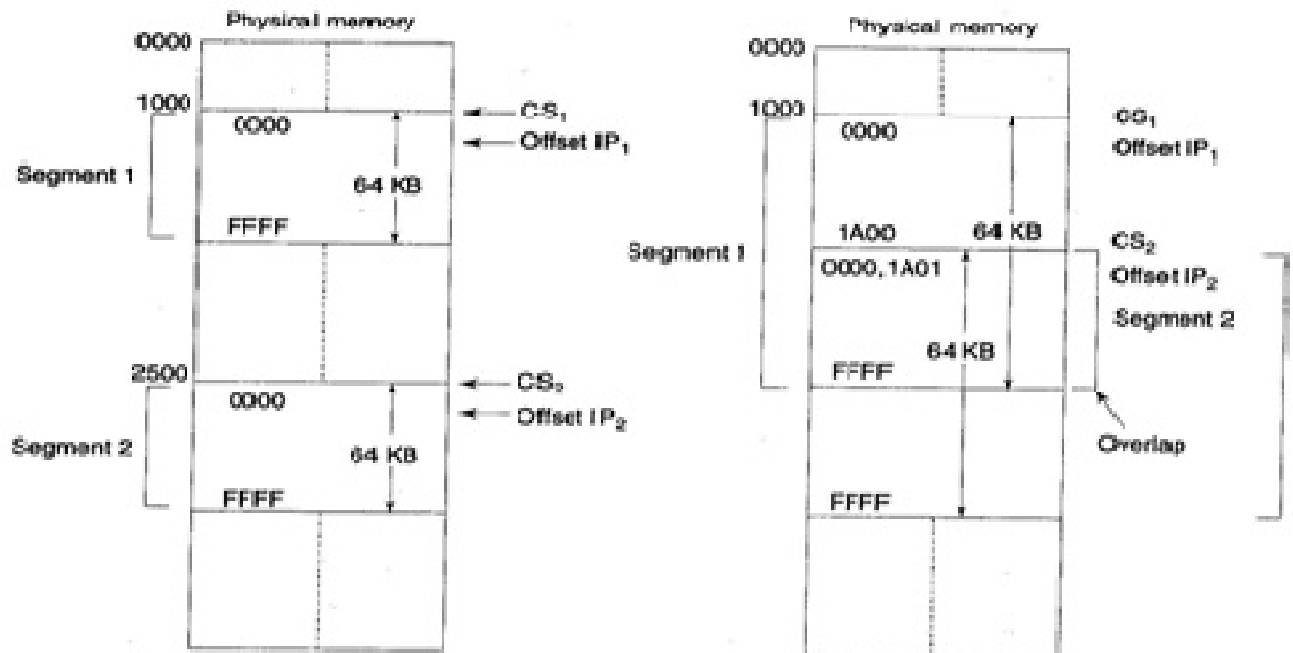 Physical memory
0000
1000
CS₁
0000
Offset IP₁
Segment 1
64 KB
FFFF
2500
CS₂
0000
Offset IP₂
Segment 2
64 KB
FFFF
Physical memory
0000
1000
CS₁
0000
Offset IP₁
1A00
64 KB
CS₂
Segment 1
0000, 1A01
Offset IP₂
Segment 2
64 KB
FFFF
Overlap
FFFF